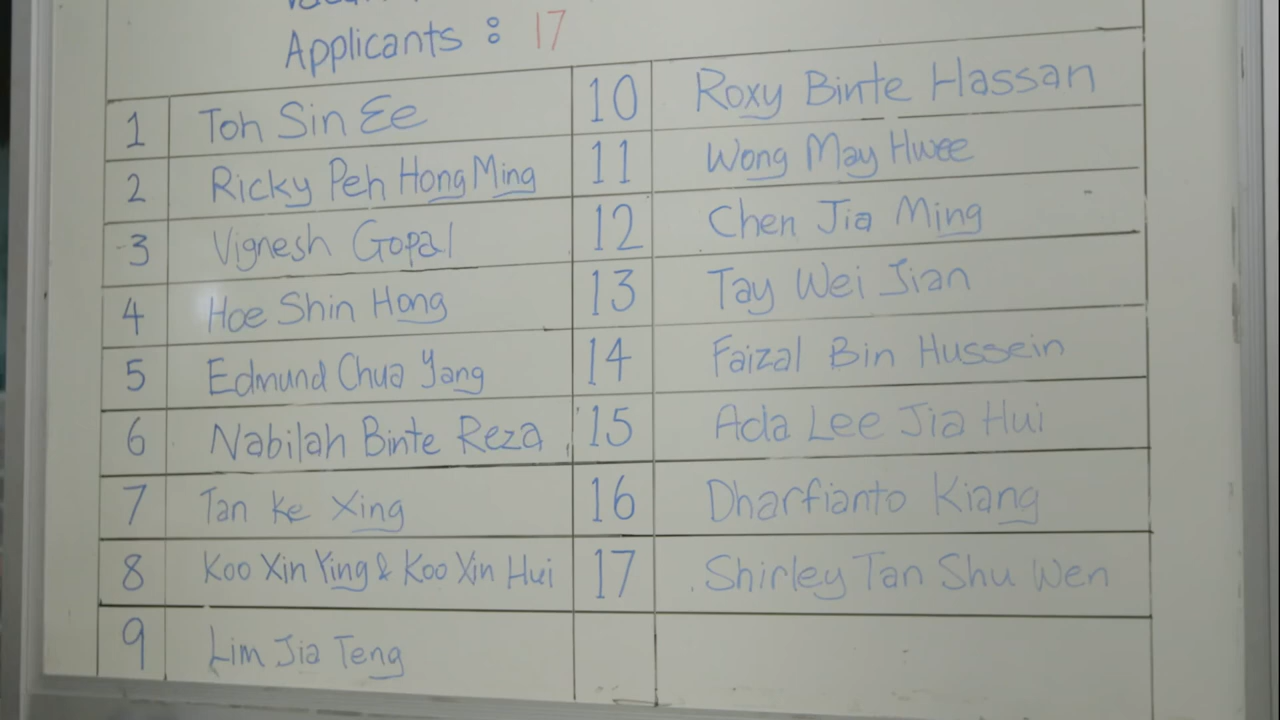 Applicants : 17
1 Toh Sin Ee
2 Ricky Peh Hong Ming
3 Vignesh Gopal
4 Hoe Shin Hong
5 Edmund Chua Yang
6 Nabilah Binte Reza
7 Tan Ke Xing
8 Koo Xin Ying & Koo Xin Hui
9 Lim Jia Teng
10 Roxy Binte Hassan
11 Wong May Hwee
12 Chen Jia Ming
13 Tay Wei Jian
14 Faizal Bin Hussein
15 Ada Lee Jia Hui
16 Dharfianto Kiang
17 Shirley Tan Shu Wen